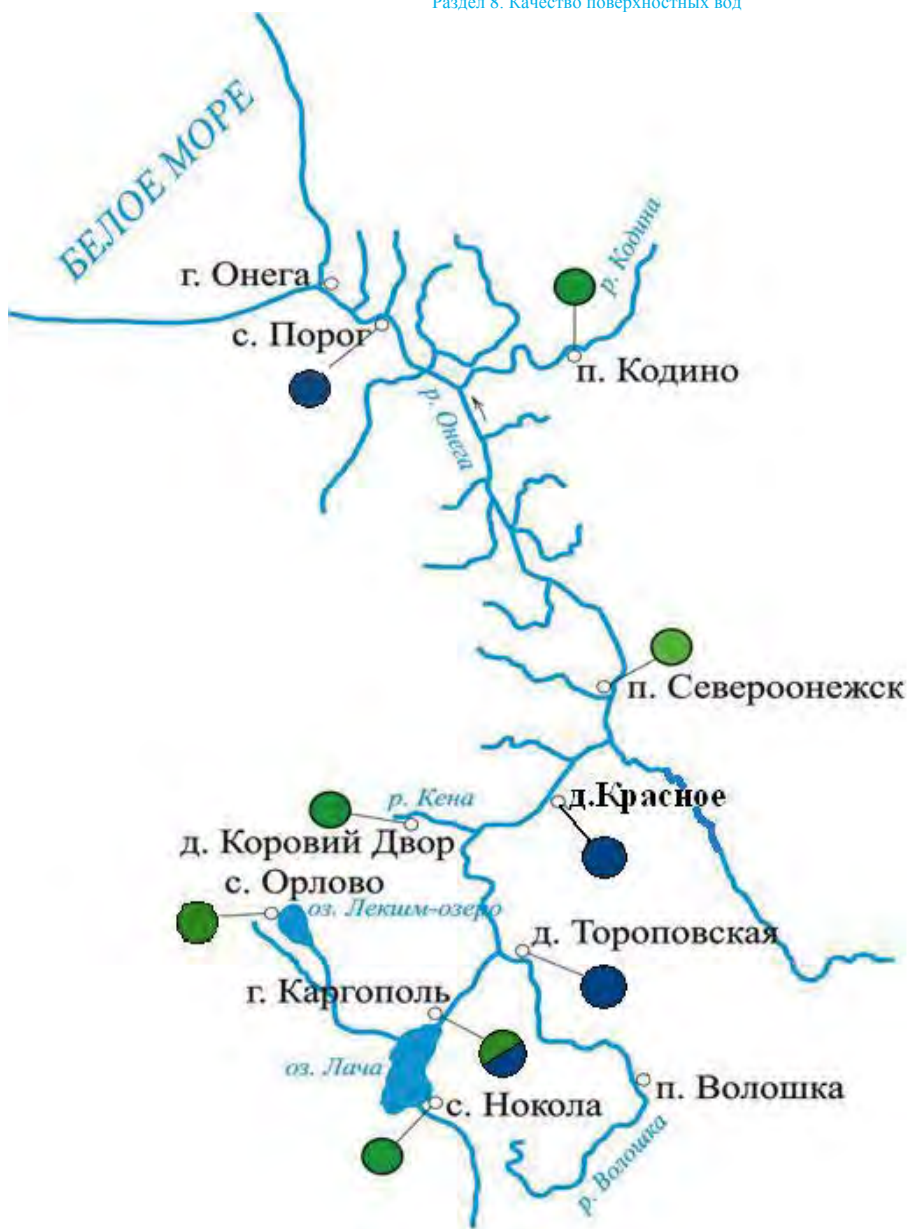 Раздел 8. Качество поверхностных вод
БЕЛОЕ МОРЕ
р. Кодина
г. Онега
с. Порог
п. Кодино
р. Онега
п. Североонежск
р. Кена
д.Красное
д. Коровий Двор
с. Орлово
оз. Лекшм-озеро
д. Тороповская
г. Каргополь
оз. Лача
с. Нокола
п. Волошка
р. Волошка